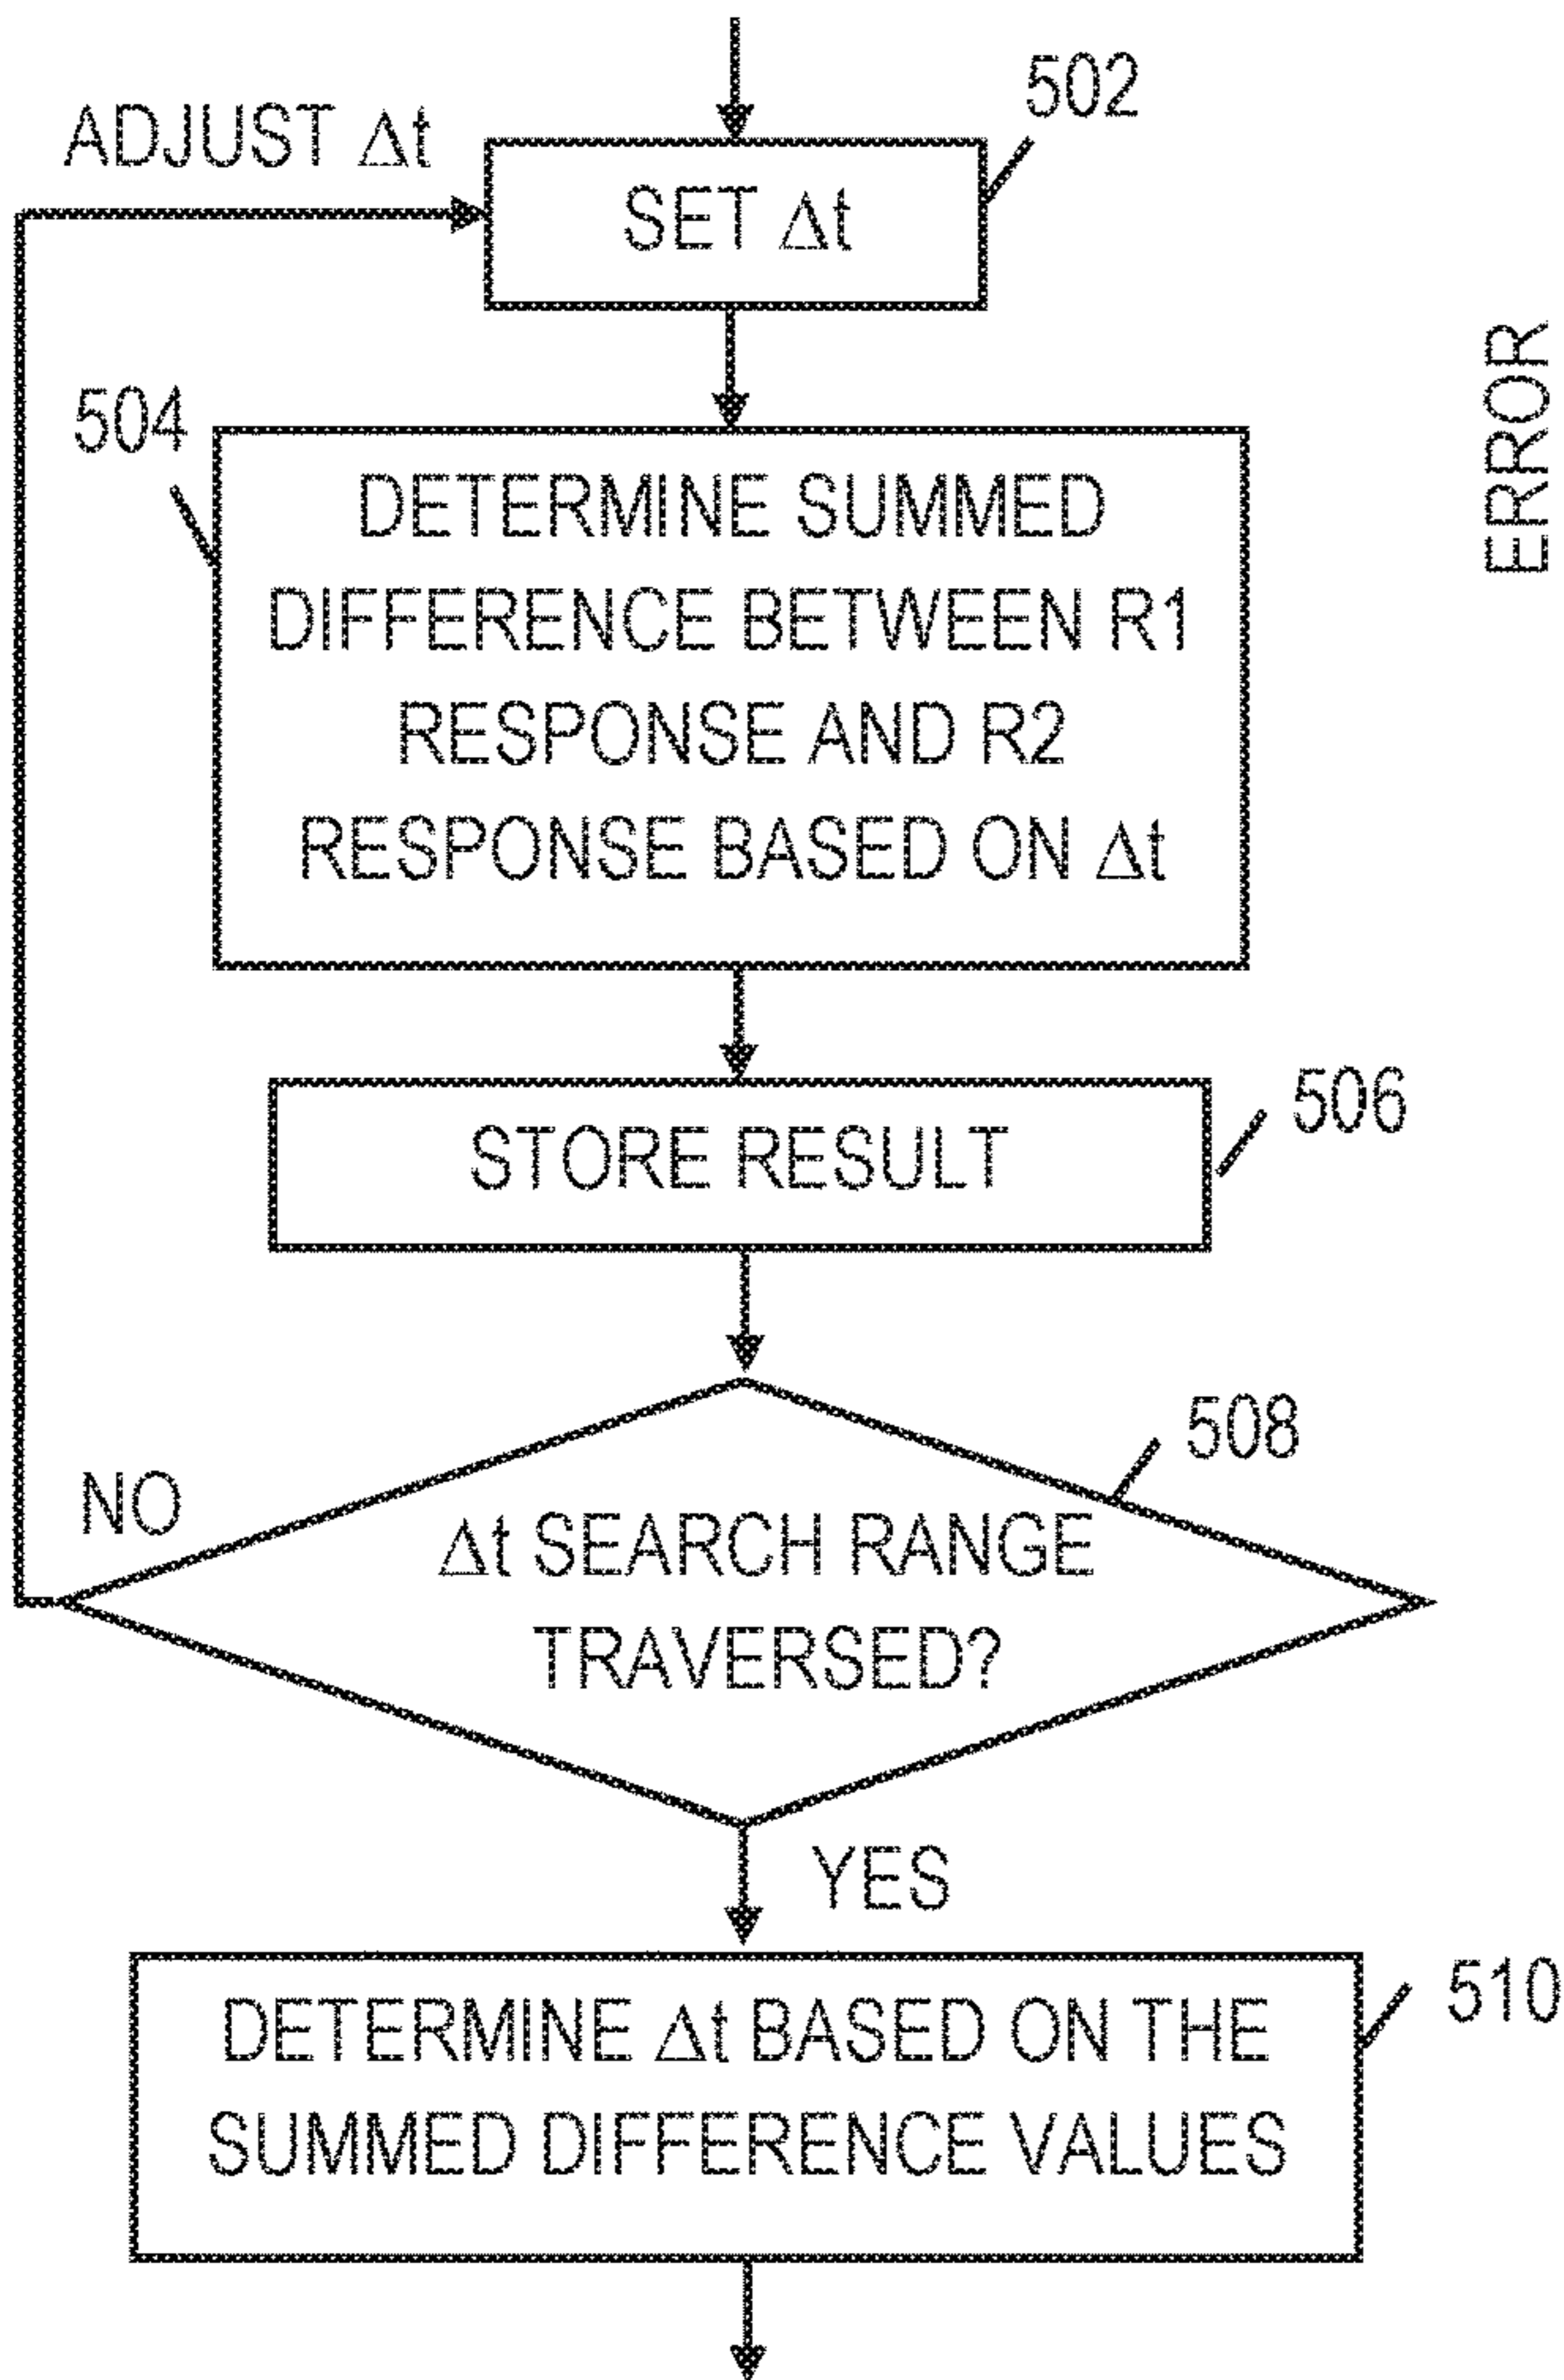 502
ADJUST Δt
SET Δt
ERROR
504
DETERMINE SUMMED
DIFFERENCE BETWEEN R1
RESPONSE AND R2
RESPONSE BASED ON Δt
506
STORE RESULT
508
NO
Δt SEARCH RANGE
TRAVERSED?
YES
510
DETERMINE Δt BASED ON THE
SUMMED DIFFERENCE VALUES